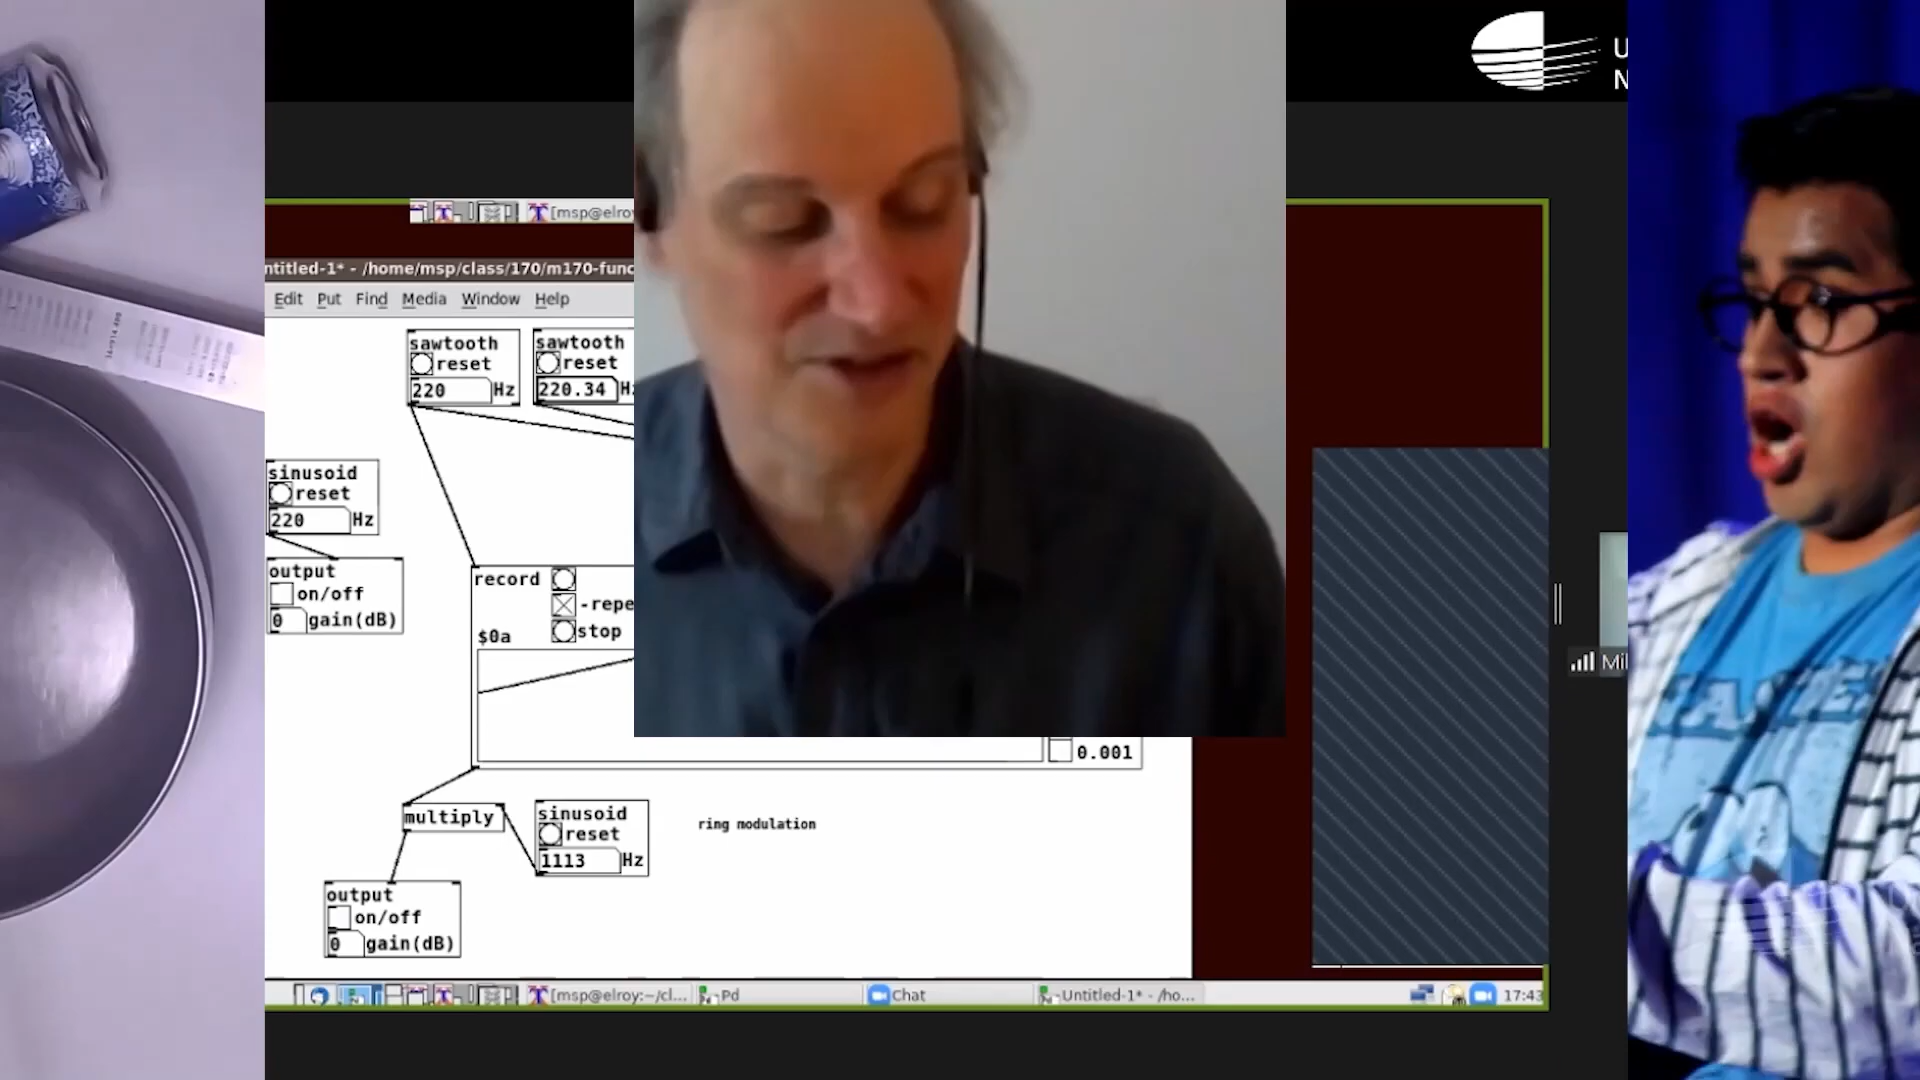 U
N
[msp@elro
ntitled-1* - /home/msp/class/170/m170-func
Edit Put Find Media Window Help
sawtooth
reset
220 Hz
sawtooth
reset
220.34 H
sinusoid
reset
220 Hz
output
on/off
0 gain(dB)
record
-repe
stop
$0a
0.001
multiply
sinusoid
reset
1113 Hz
ring modulation
output
on/off
0 gain(dB)
Mil
[msp@elroy:~/cl...
Pd
Chat
Untitled-1* - /ho...
17:43